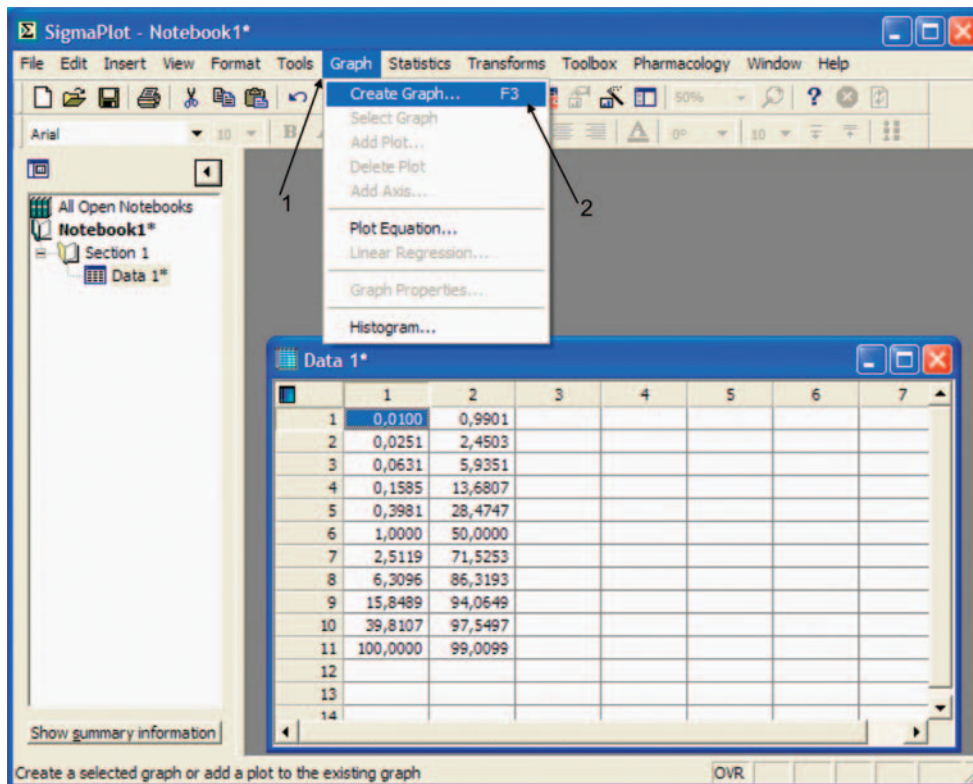 SigmaPlot - Notebook1*
File Edit Insert View Format Tools Graph Statistics Transforms Toolbox Pharmacology Window Help
50%
Arial 10 B A 0° 10
Create Graph... F3
Select Graph
Add Plot...
Delete Plot
Add Axis...
Plot Equation...
Linear Regression...
Graph Properties...
Histogram...
1
2
All Open Notebooks
Notebook1*
Section 1
Data 1*
Data 1*
1 2 3 4 5 6 7
1 0,0100 0,9901
2 0,0251 2,4503
3 0,0631 5,9351
4 0,1585 13,6807
5 0,3981 28,4747
6 1,0000 50,0000
7 2,5119 71,5253
8 6,3096 86,3193
9 15,8489 94,0649
10 39,8107 97,5497
11 100,0000 99,0099
12
13
14
Show summary information
Create a selected graph or add a plot to the existing graph OVR